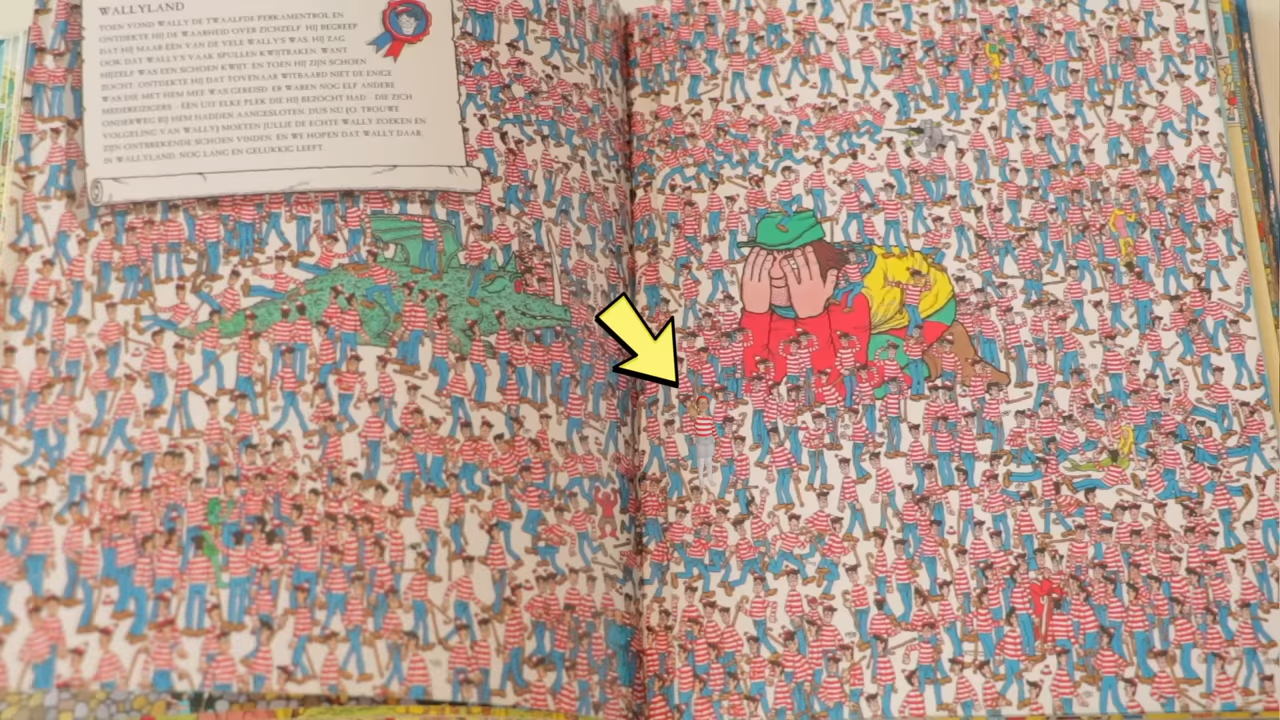 WALLYLAND
TOEN VOND WALLY DE TWAALFDE PERKAMENTROL EN
ONTDEKTE HIJ DE WAARHEID OVER ZICHZELF. HIJ BEGREEP
DAT HIJ MAAR EEN VAN DE VELE WALLY'S WAS. HIJ ZAG
OOK DAT WALLY'S VAAK SPULLEN KWIJTRAKEN, WANT
HIJZELF WAS EEN SCHOEN KWIJT. EN TOEN HIJ ZIJN SCHOEN
ZOCHT, ONTDEKTE HIJ DAT TOVENAAR WITBAARD NIET DE ENIGE
WAS DIE MET HEM MEE WAS GEREISD. ER WAREN NOG ELF ANDERE
MEDEREIZIGERS - EEN UIT ELKE PLEK DIE HIJ BEZOCHT HAD - DIE ZICH
ONDERWEG BIJ HEM HADDEN AANGESLOTEN. DUS NU (O, TROUWE
VOLGELING VAN WALLY) MOETEN JULLIE DE ECHTE WALLY ZOEKEN EN
ZIJN ONTBREKENDE SCHOEN VINDEN. EN WE HOPEN DAT WALLY DAAR,
IN WALLYLAND, NOG LANG EN GELUKKIG LEEFT.